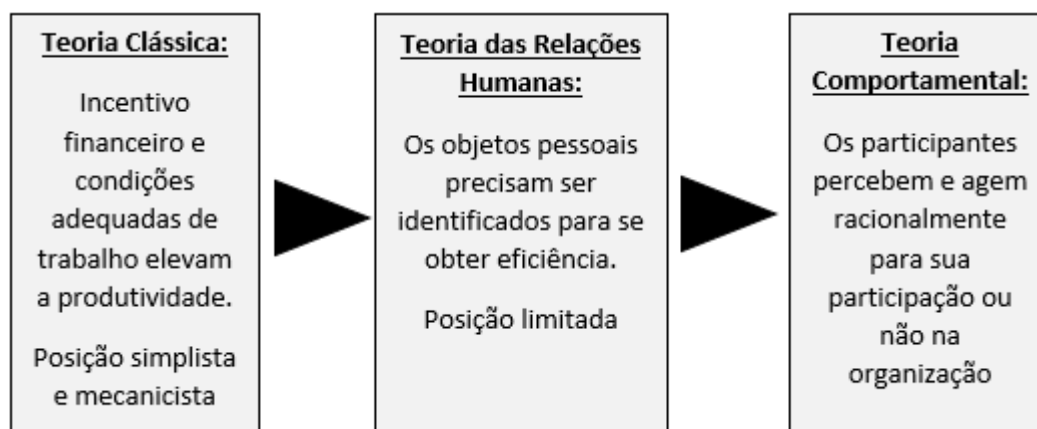 Teoria Clássica:
Incentivo
financeiro e
condições
adequadas de
trabalho elevam
a produtividade.
Posição simplista
e mecanicista
Teoria das Relações
Humanas:
Os objetos pessoais
precisam ser
identificados para se
obter eficiência.
Posição limitada
Teoria
Comportamental:
Os participantes
percebem e agem
racionalmente
para sua
participação ou
não na
organização